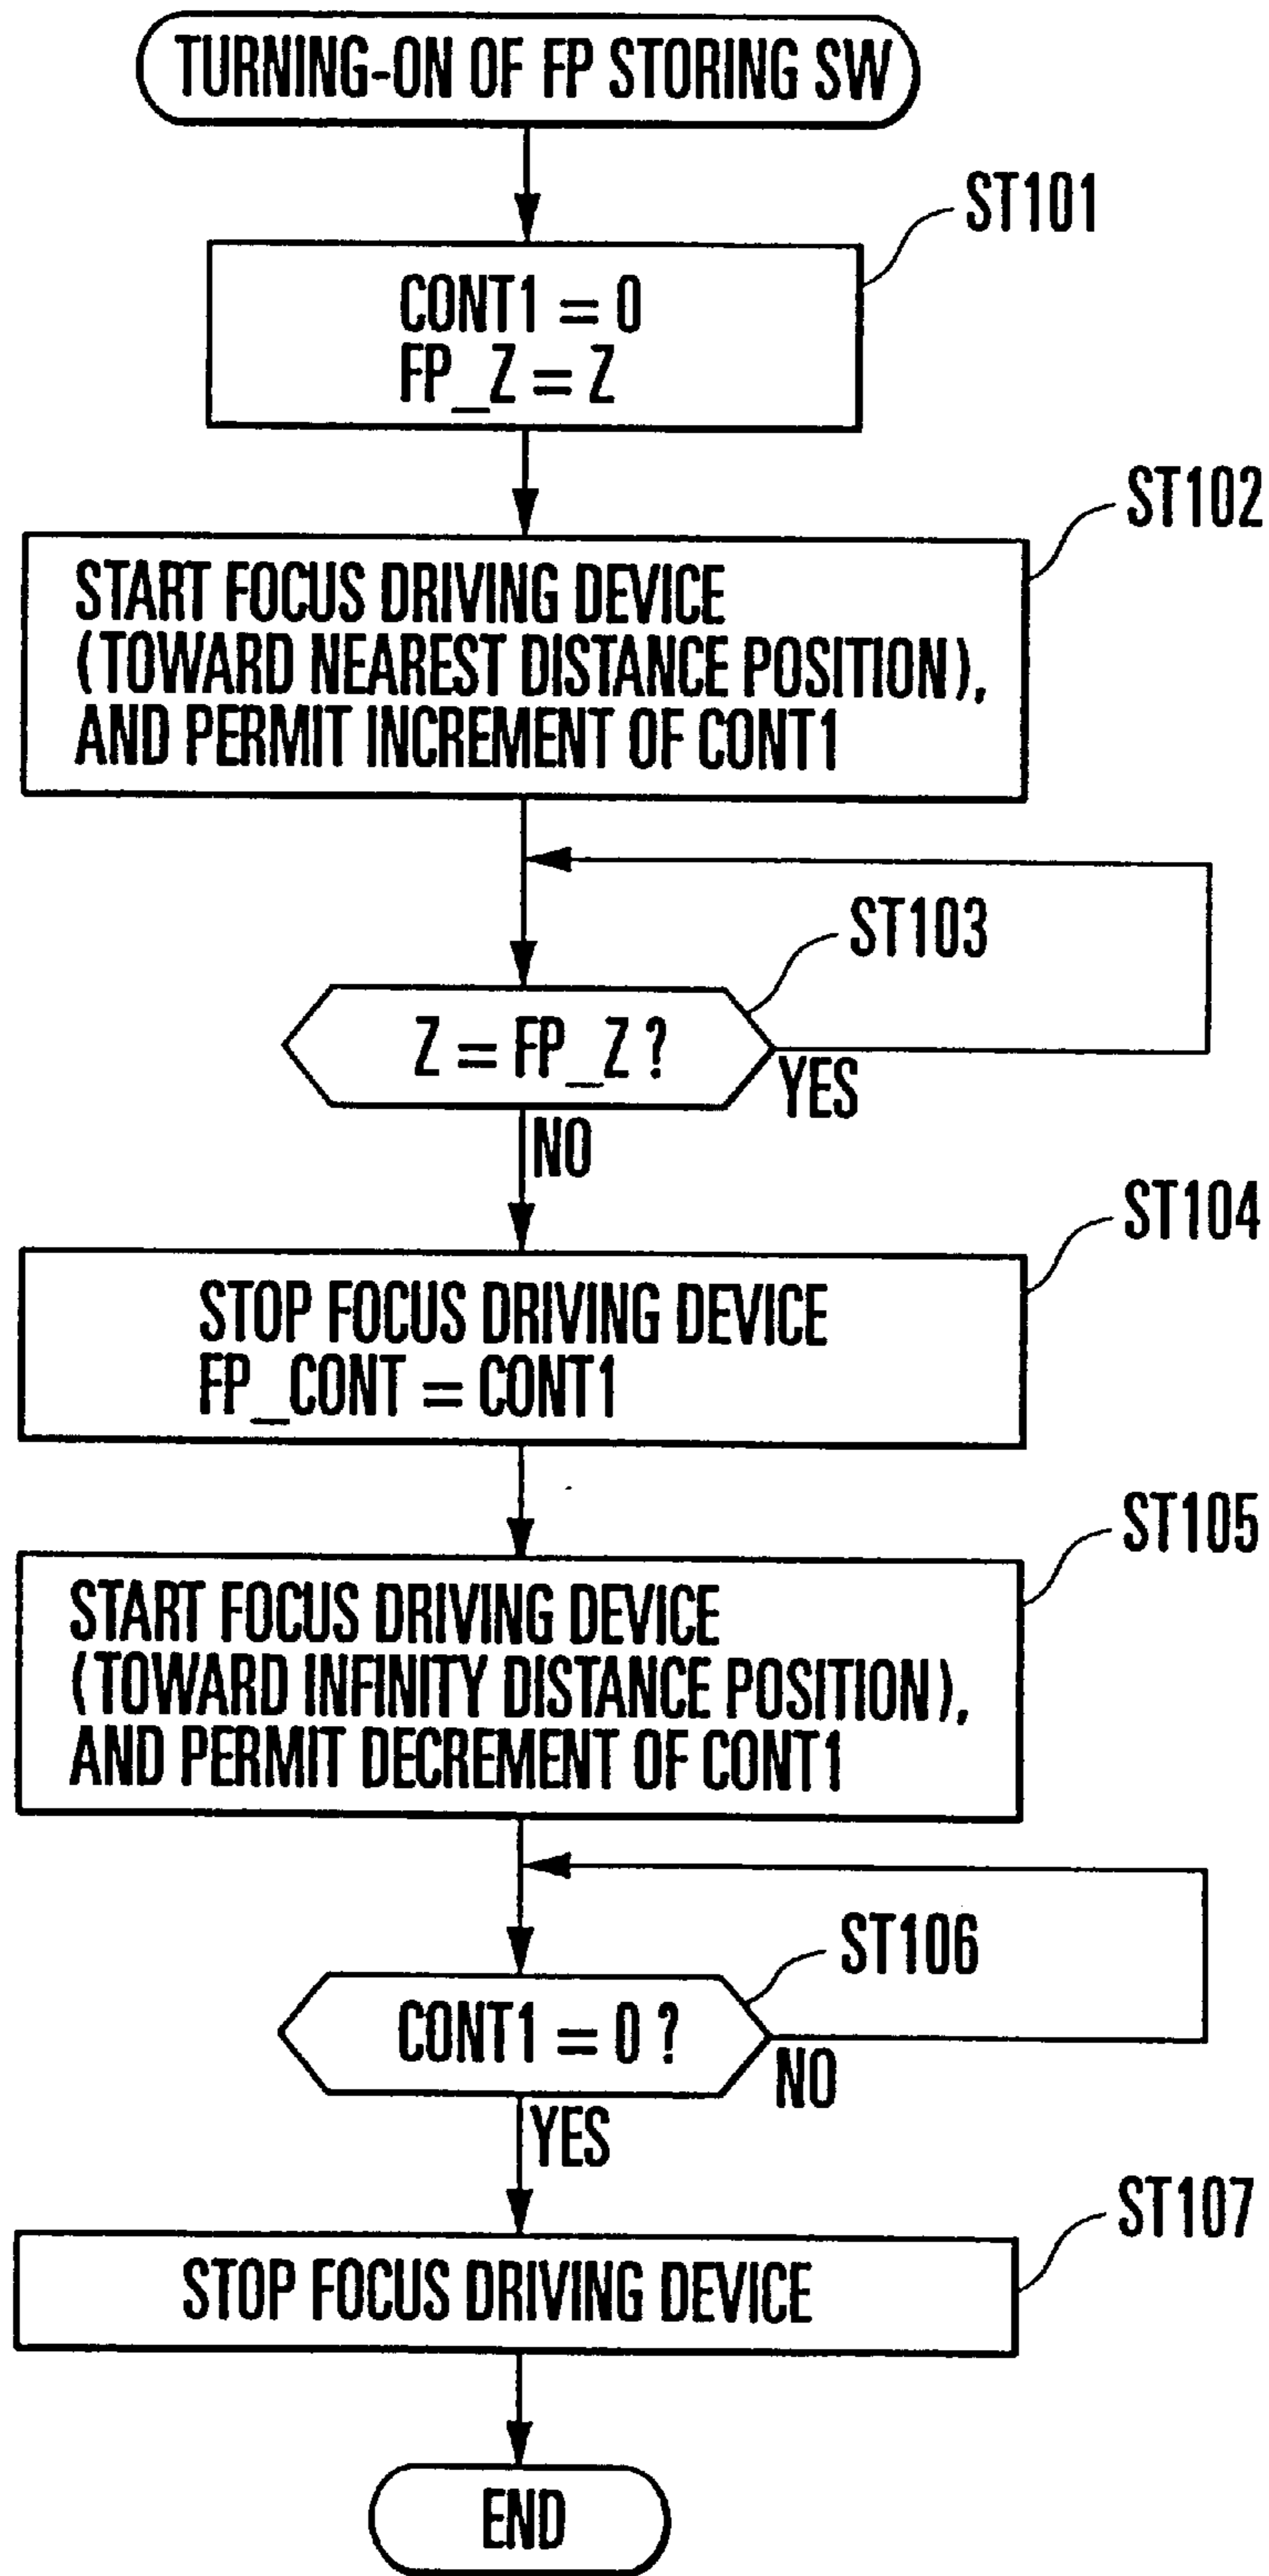 TURNING-ON OF FP STORING SW
ST101
CONT1 = 0
FP_Z = Z
ST102
START FOCUS DRIVING DEVICE
(TOWARD NEAREST DISTANCE POSITION),
AND PERMIT INCREMENT OF CONT1
ST103
Z = FP_Z ?
YES
NO
ST104
STOP FOCUS DRIVING DEVICE
FP_CONT = CONT1
ST105
START FOCUS DRIVING DEVICE
(TOWARD INFINITY DISTANCE POSITION),
AND PERMIT DECREMENT OF CONT1
ST106
CONT1 = 0 ?
NO
YES
ST107
STOP FOCUS DRIVING DEVICE
END